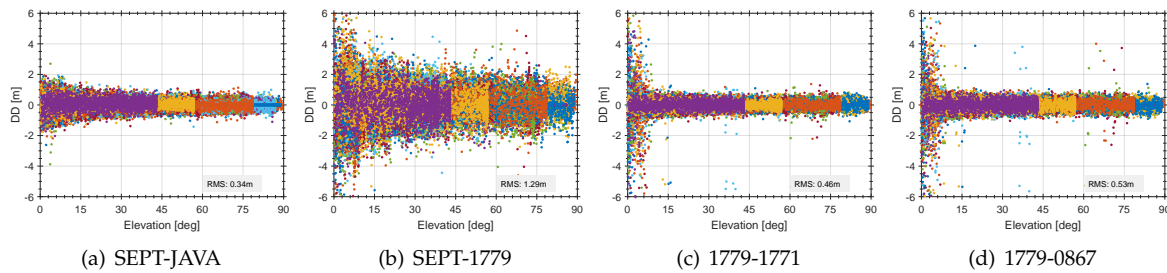 6
4
2
0
-2
-4
-6
DD [m]
RMS: 0.34m
0 15 30 45 60 75 90
Elevation [deg]
(a) SEPT-JAVA
6
4
2
0
-2
-4
-6
DD [m]
RMS: 1.29m
0 15 30 45 60 75 90
Elevation [deg]
(b) SEPT-1779
6
4
2
0
-2
-4
-6
DD [m]
RMS: 0.46m
0 15 30 45 60 75 90
Elevation [deg]
(c) 1779-1771
6
4
2
0
-2
-4
-6
DD [m]
RMS: 0.53m
0 15 30 45 60 75 90
Elevation [deg]
(d) 1779-0867